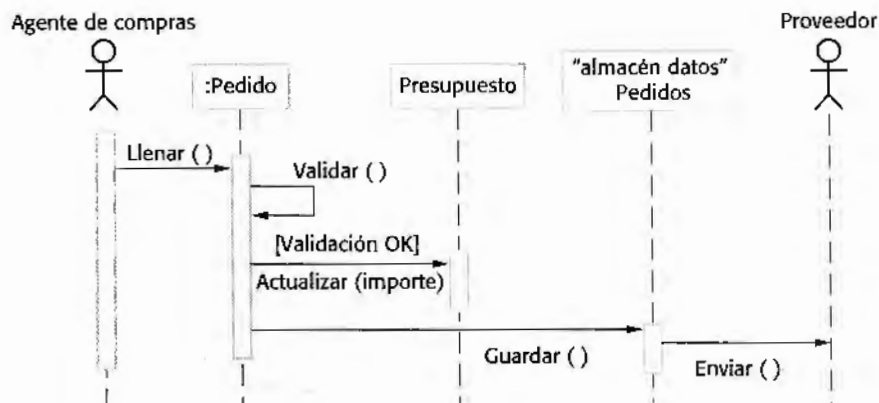 Agente de compras
Proveedor
:Pedido
Presupuesto
"almacén datos"
Pedidos
Llenar ( )
Validar ( )
[Validación OK]
Actualizar (importe)
Guardar ( )
Enviar ( )